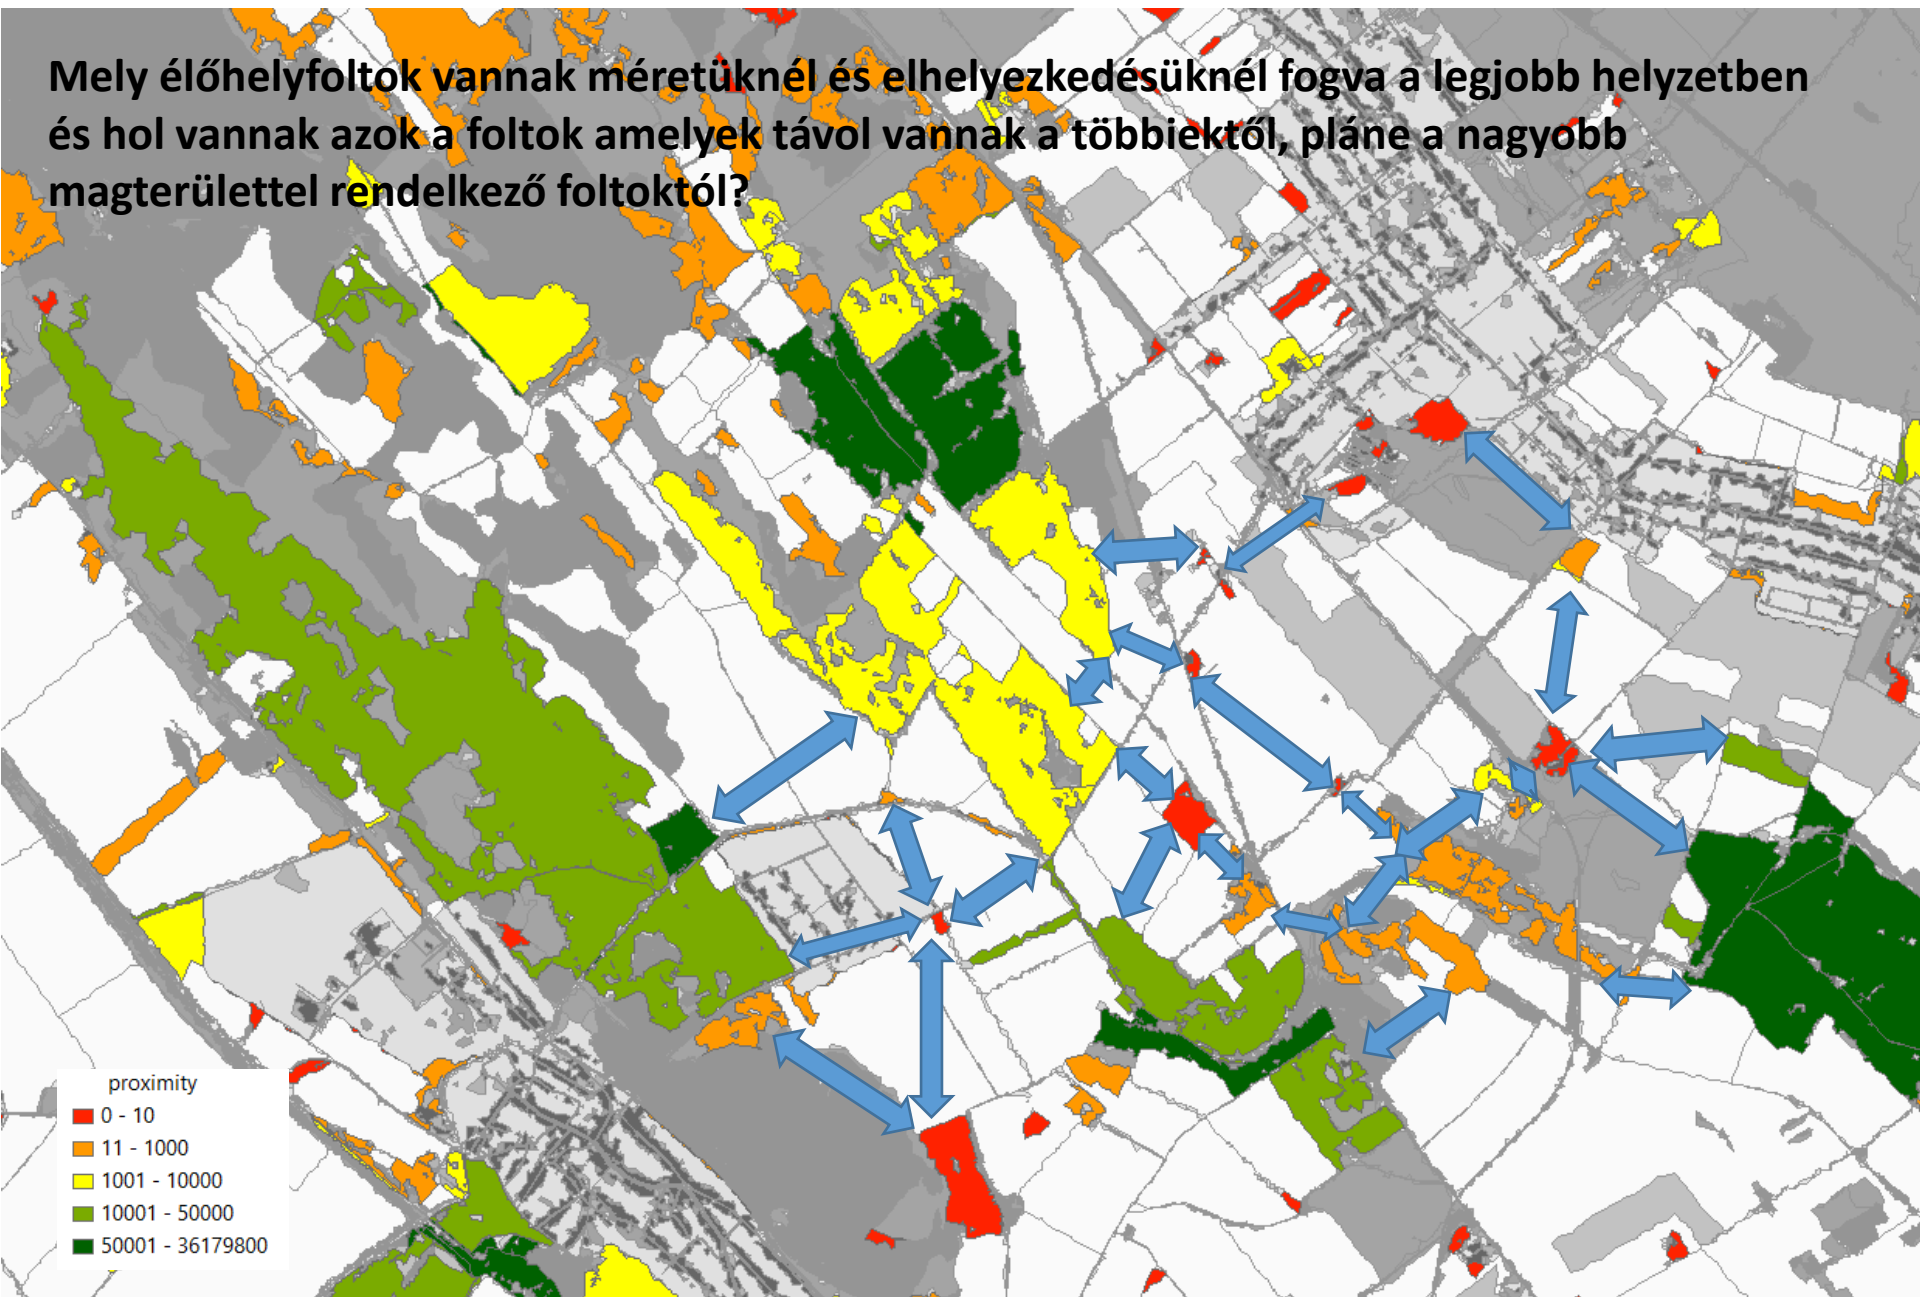 Mely élőhelyfoltok vannak méretüknél és elhelyezkedésüknél fogva a legjobb helyzetben
és hol vannak azok a foltok amelyek távol vannak a többiektől, pláne a nagyobb
magterülettel rendelkező foltoktól?
proximity
0 - 10
11 - 1000
1001 - 10000
10001 - 50000
50001 - 36179800